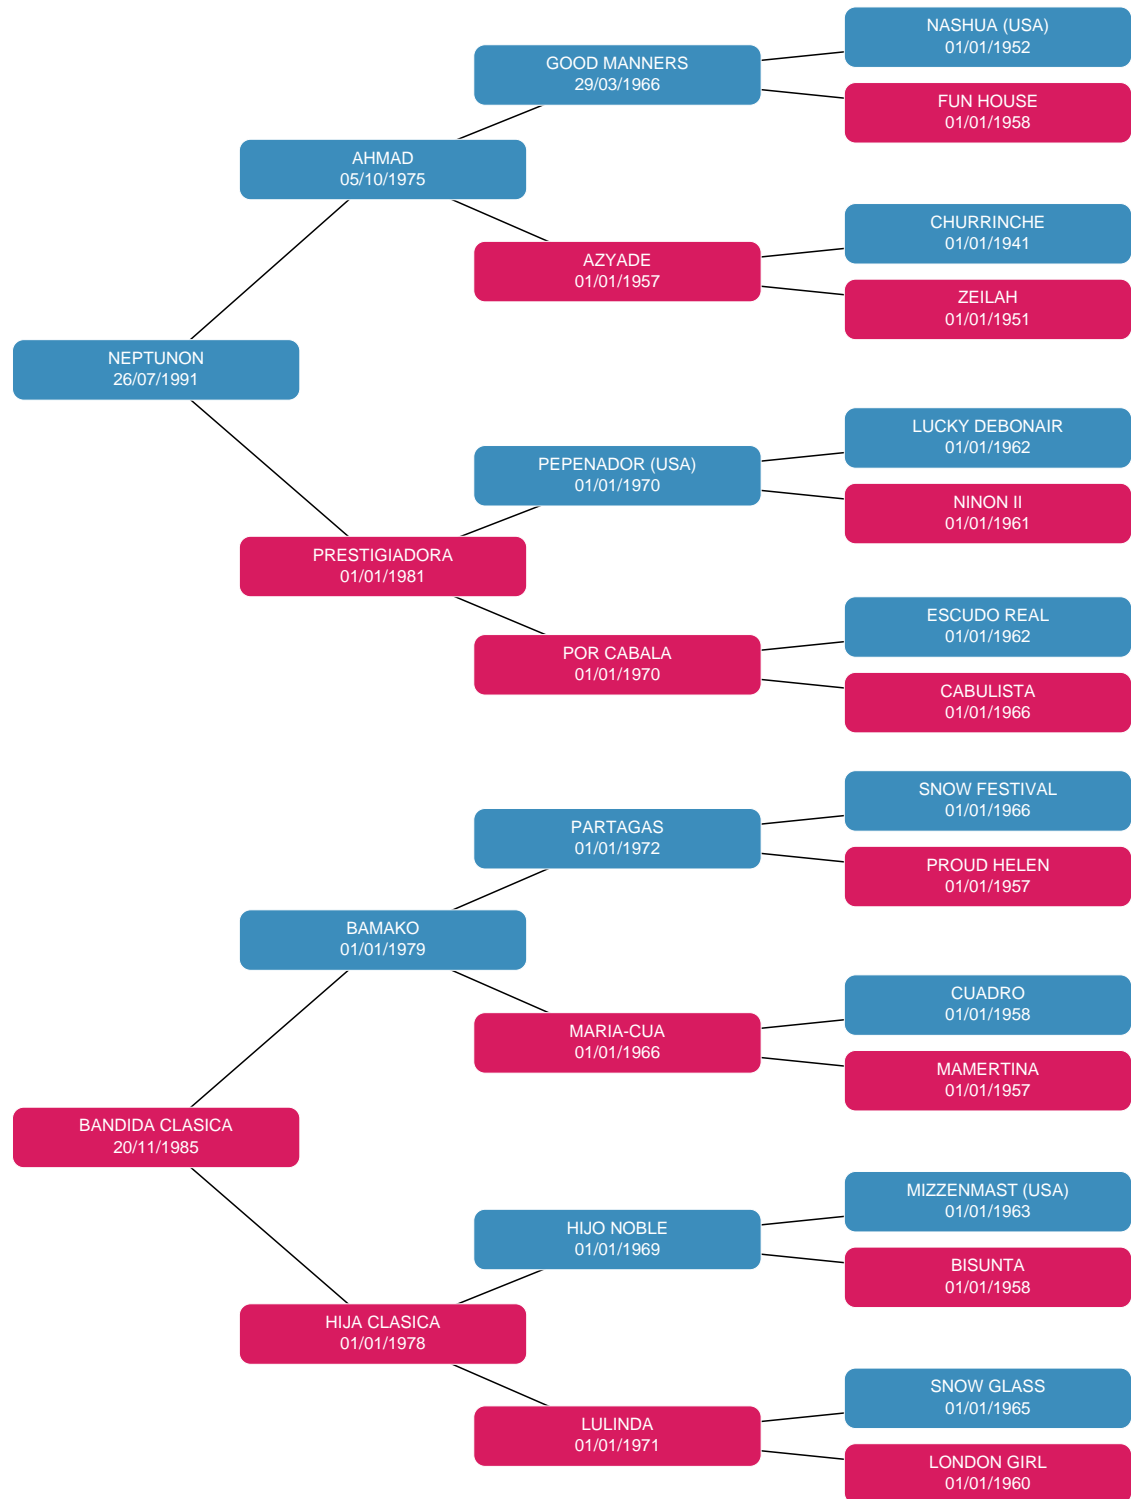 NASHUA (USA)
01/01/1952
GOOD MANNERS
29/03/1966
FUN HOUSE
01/01/1958
AHMAD
05/10/1975
CHURRINCHE
01/01/1941
AZYADE
01/01/1957
ZEILAH
01/01/1951
NEPTUNON
26/07/1991
LUCKY DEBONAIR
01/01/1962
PEPENADOR (USA)
01/01/1970
NINON II
01/01/1961
PRESTIGIADORA
01/01/1981
ESCUDO REAL
01/01/1962
POR CABALA
01/01/1970
CABULISTA
01/01/1966
SNOW FESTIVAL
01/01/1966
PARTAGAS
01/01/1972
PROUD HELEN
01/01/1957
BAMAKO
01/01/1979
CUADRO
01/01/1958
MARIA-CUA
01/01/1966
MAMERTINA
01/01/1957
BANDIDA CLASICA
20/11/1985
MIZZENMAST (USA)
01/01/1963
HIJO NOBLE
01/01/1969
BISUNTA
01/01/1958
HIJA CLASICA
01/01/1978
SNOW GLASS
01/01/1965
LULINDA
01/01/1971
LONDON GIRL
01/01/1960